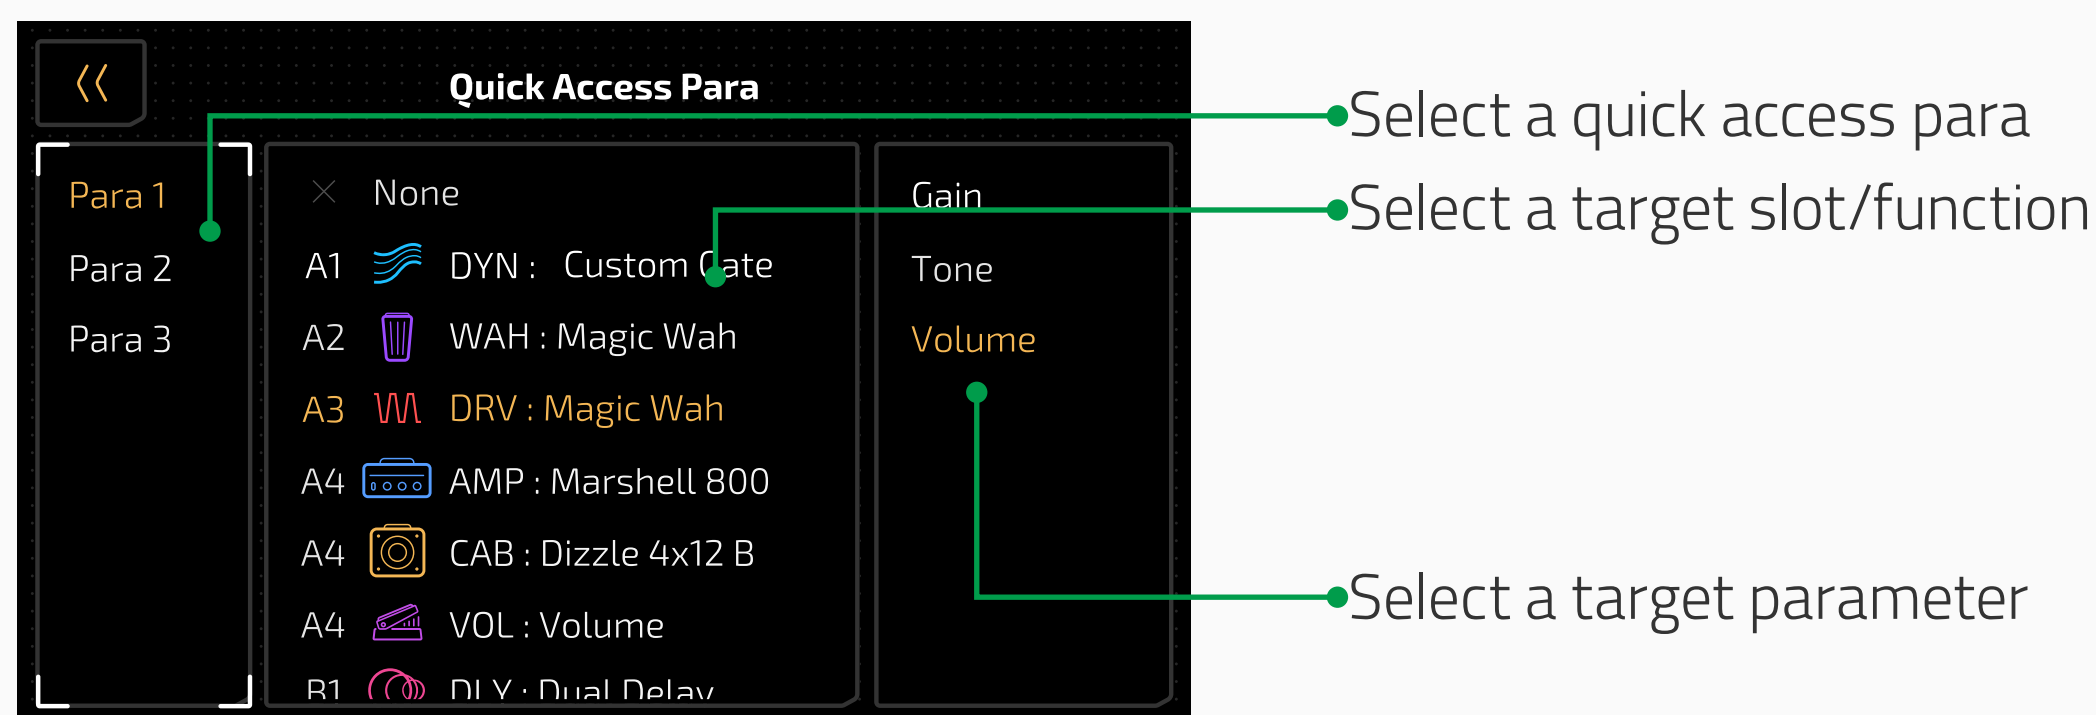 Quick Access Para
Select a quick access para
Para 1
Para 2
Para 3
None
A1 DYN : Custom Gate
A2 WAH : Magic Wah
A3 DRV : Magic Wah
A4 AMP : Marshell 800
A4 CAB : Dizzle 4x12 B
A4 VOL : Volume
B1 DLY : Dual Delay
Gain
Tone
Volume
Select a target slot/function
Select a target parameter